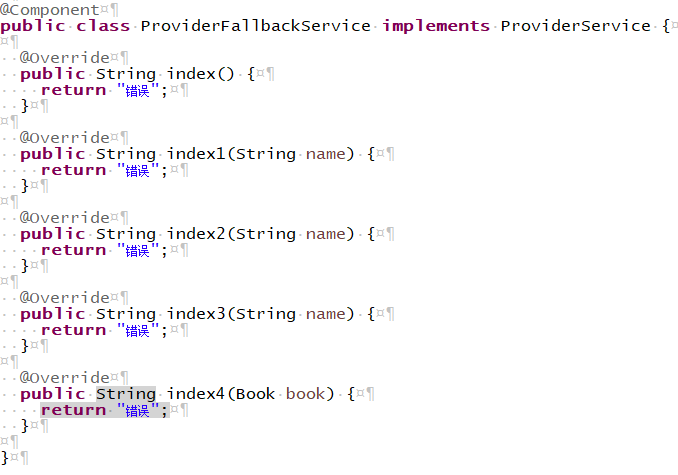 @Component
public class ProviderFallbackService implements ProviderService {

  @Override
  public String index() {
    return "错误";
  }

  @Override
  public String index1(String name) {
    return "错误";
  }

  @Override
  public String index2(String name) {
    return "错误";
  }

  @Override
  public String index3(String name) {
    return "错误";
  }

  @Override
  public String index4(Book book) {
    return "错误";
  }

}